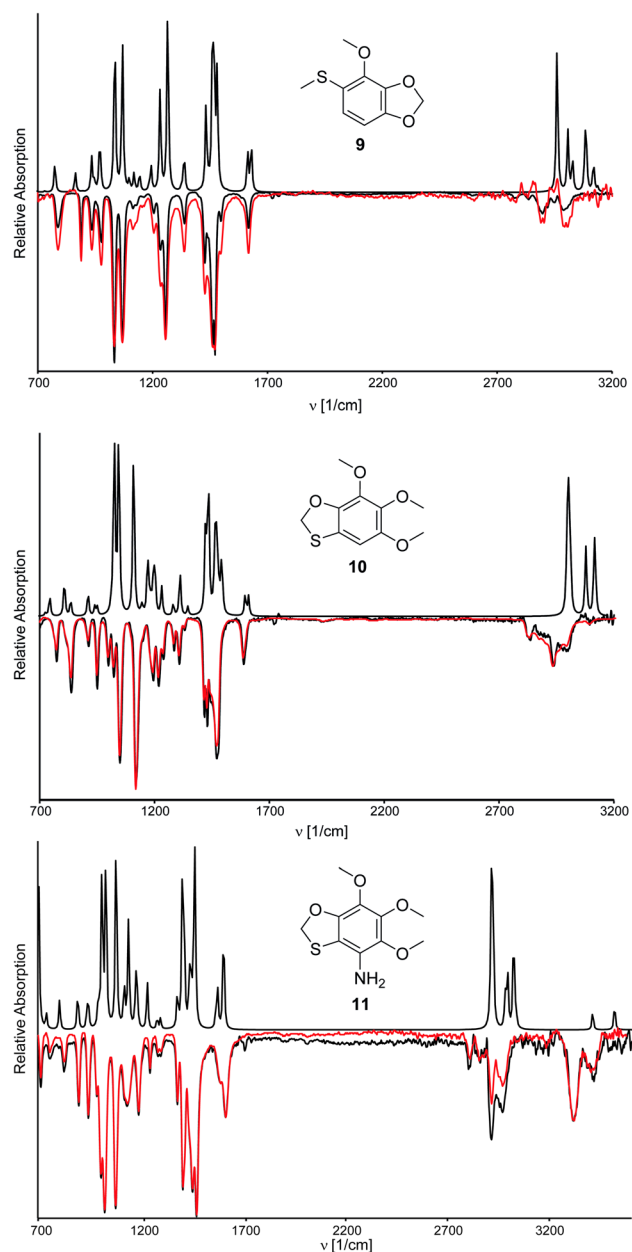 Relative Absorption
O
S
O
O
9
700 1200 1700 2200 2700 3200
ν [1/cm]
Relative Absorption
O
O
O
S
O
10
700 1200 1700 2200 2700 3200
ν [1/cm]
Relative Absorption
O
O
O
S
O
NH2
11
700 1200 1700 2200 2700 3200
ν [1/cm]